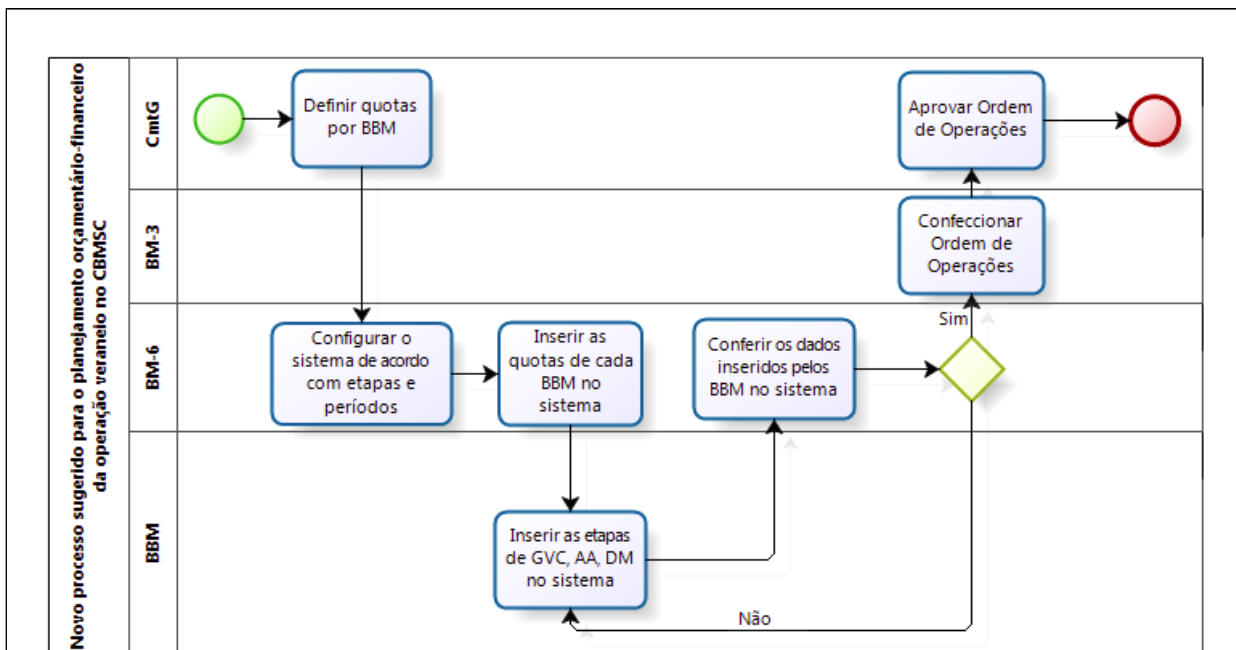 Novo processo sugerido para o planejamento orçamentário-financeiro
da operação veraneio no CBMSC
CmtG
Definir quotas
por BBM
Aprovar Ordem
de Operações
BM-3
Confeccionar
Ordem de
Operações
BM-6
Configurar o
sistema de acordo
com etapas e
períodos
Inserir as
quotas de cada
BBM no
sistema
Conferir os dados
inseridos pelos
BBM no sistema
Sim
BBM
Inserir as etapas
de GVC, AA, DM
no sistema
Não